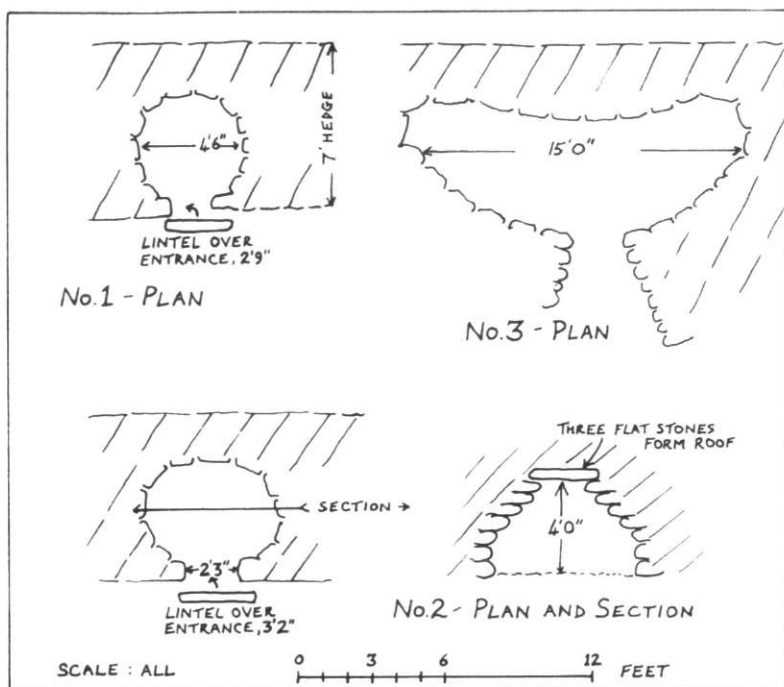 4'6"
7' HEDGE
LINTEL OVER
ENTRANCE, 2'9"
No.1 - PLAN
15'0"
No.3 - PLAN
SECTION
2'3"
LINTEL OVER
ENTRANCE, 3'2"
THREE FLAT STONES
FORM ROOF
4'0"
No.2 - PLAN AND SECTION
SCALE : ALL
0 3 6 12 FEET